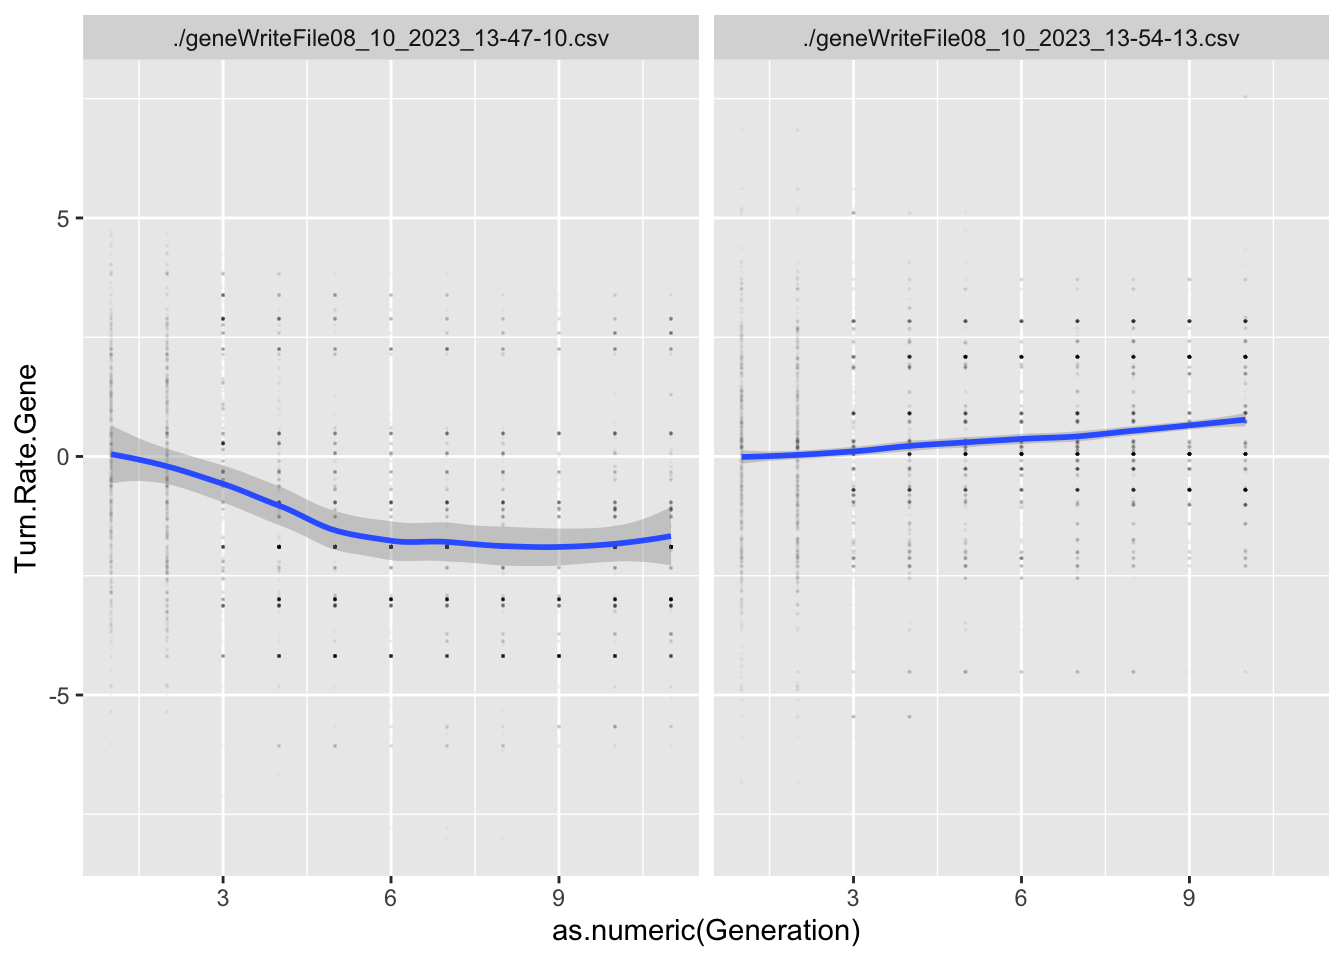 ./geneWriteFile08_10_2023_13-47-10.csv ./geneWriteFile08_10_2023_13-54-13.csv
Turn.Rate.Gene
5
0
-5
3 6 9 3 6 9
as.numeric(Generation)